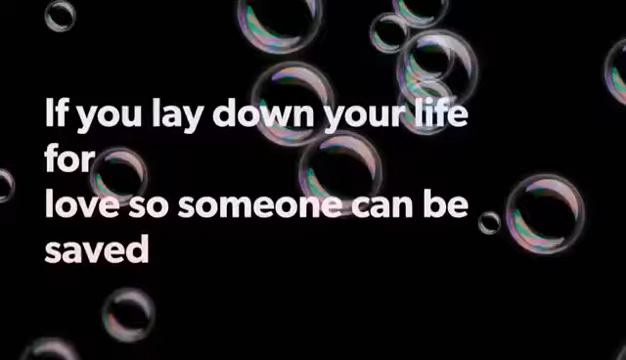 If you lay down your life
for
love so someone can be
saved